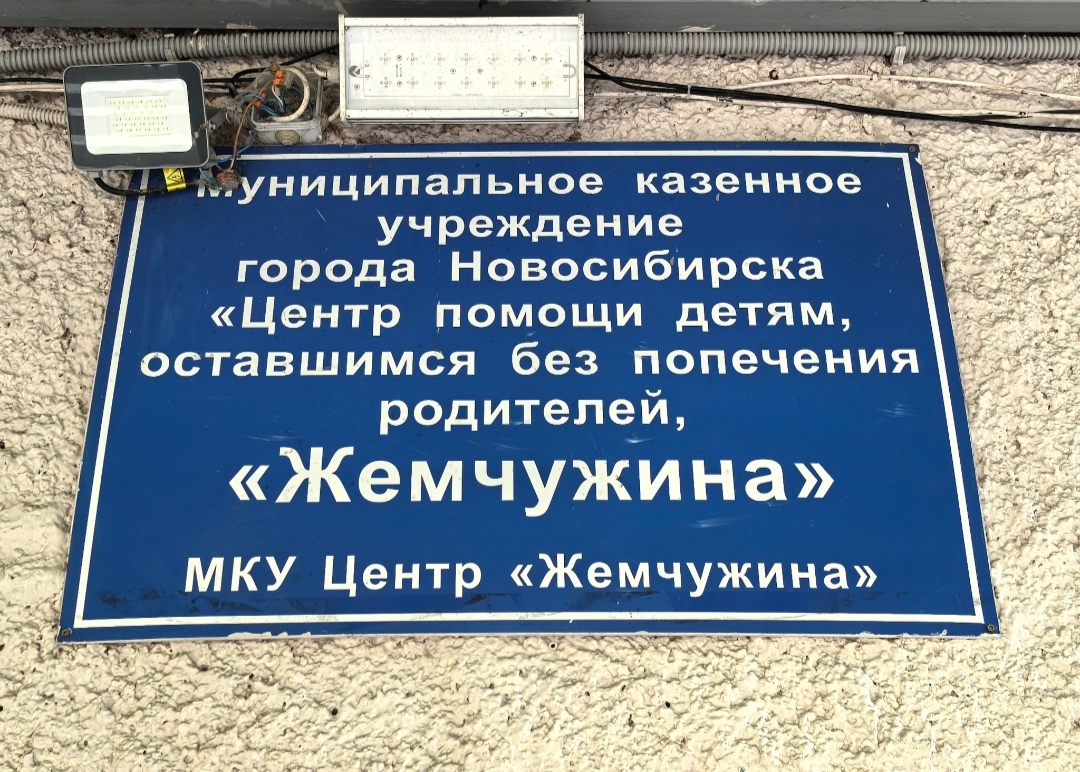 Муниципальное казенное
учреждение
города Новосибирска
«Центр помощи детям,
оставшимся без попечения
родителей,
«Жемчужина»
МКУ Центр «Жемчужина»